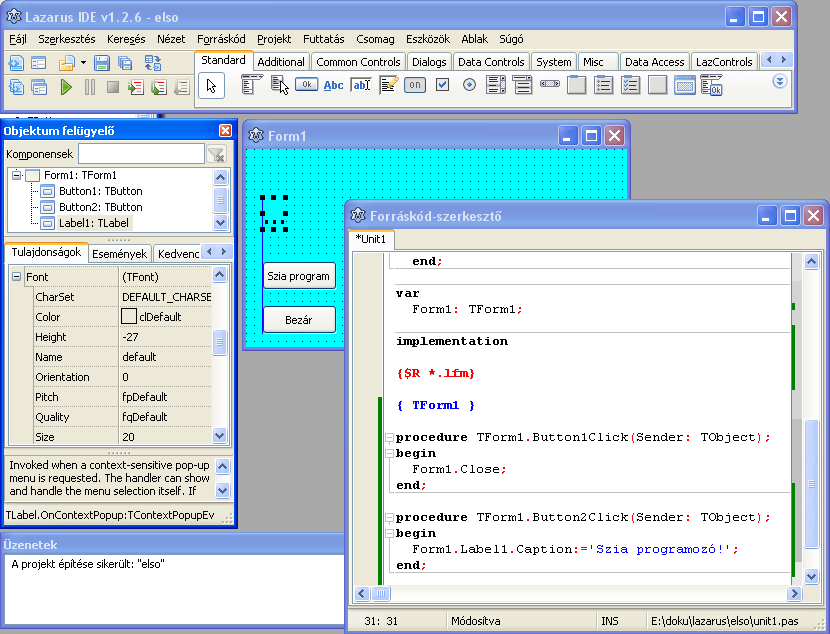 Lazarus IDE v1.2.6 - elso
Fájl Szerkesztés Keresés Nézet Forráskód Projekt Futtatás Csomag Eszközök Ablak Súgó
Standard Additional Common Controls Dialogs Data Controls System Misc Data Access LazControls
Ok Abc abI on Ok
Objektum felügyelő
Komponensek
Form1: TForm1
Button1: TButton
Button2: TButton
Label1: TLabel
Tulajdonságok Események Kedvenc
Font (TFont)
CharSet DEFAULT_CHARSE
Color clDefault
Height -27
Name default
Orientation 0
Pitch fpDefault
Quality fqDefault
Size 20
Invoked when a context-sensitive pop-up
menu is requested. The handler can show
and handle the menu selection itself. If
TLabel.OnContextPopup:TContextPopupEv
Form1
Szia program
Bezár
Forráskód-szerkesztő
*Unit1
end;
var
Form1: TForm1;
implementation
{$R *.lfm}
{ TForm1 }
procedure TForm1.Button1Click(Sender: TObject);
begin
Form1.Close;
end;
procedure TForm1.Button2Click(Sender: TObject);
begin
Form1.Label1.Caption:='Szia programozó!';
end;
31: 31 Módosítva INS E:\doku\lazarus\elso\unit1.pas
Üzenetek
A projekt építése sikerült: "elso"